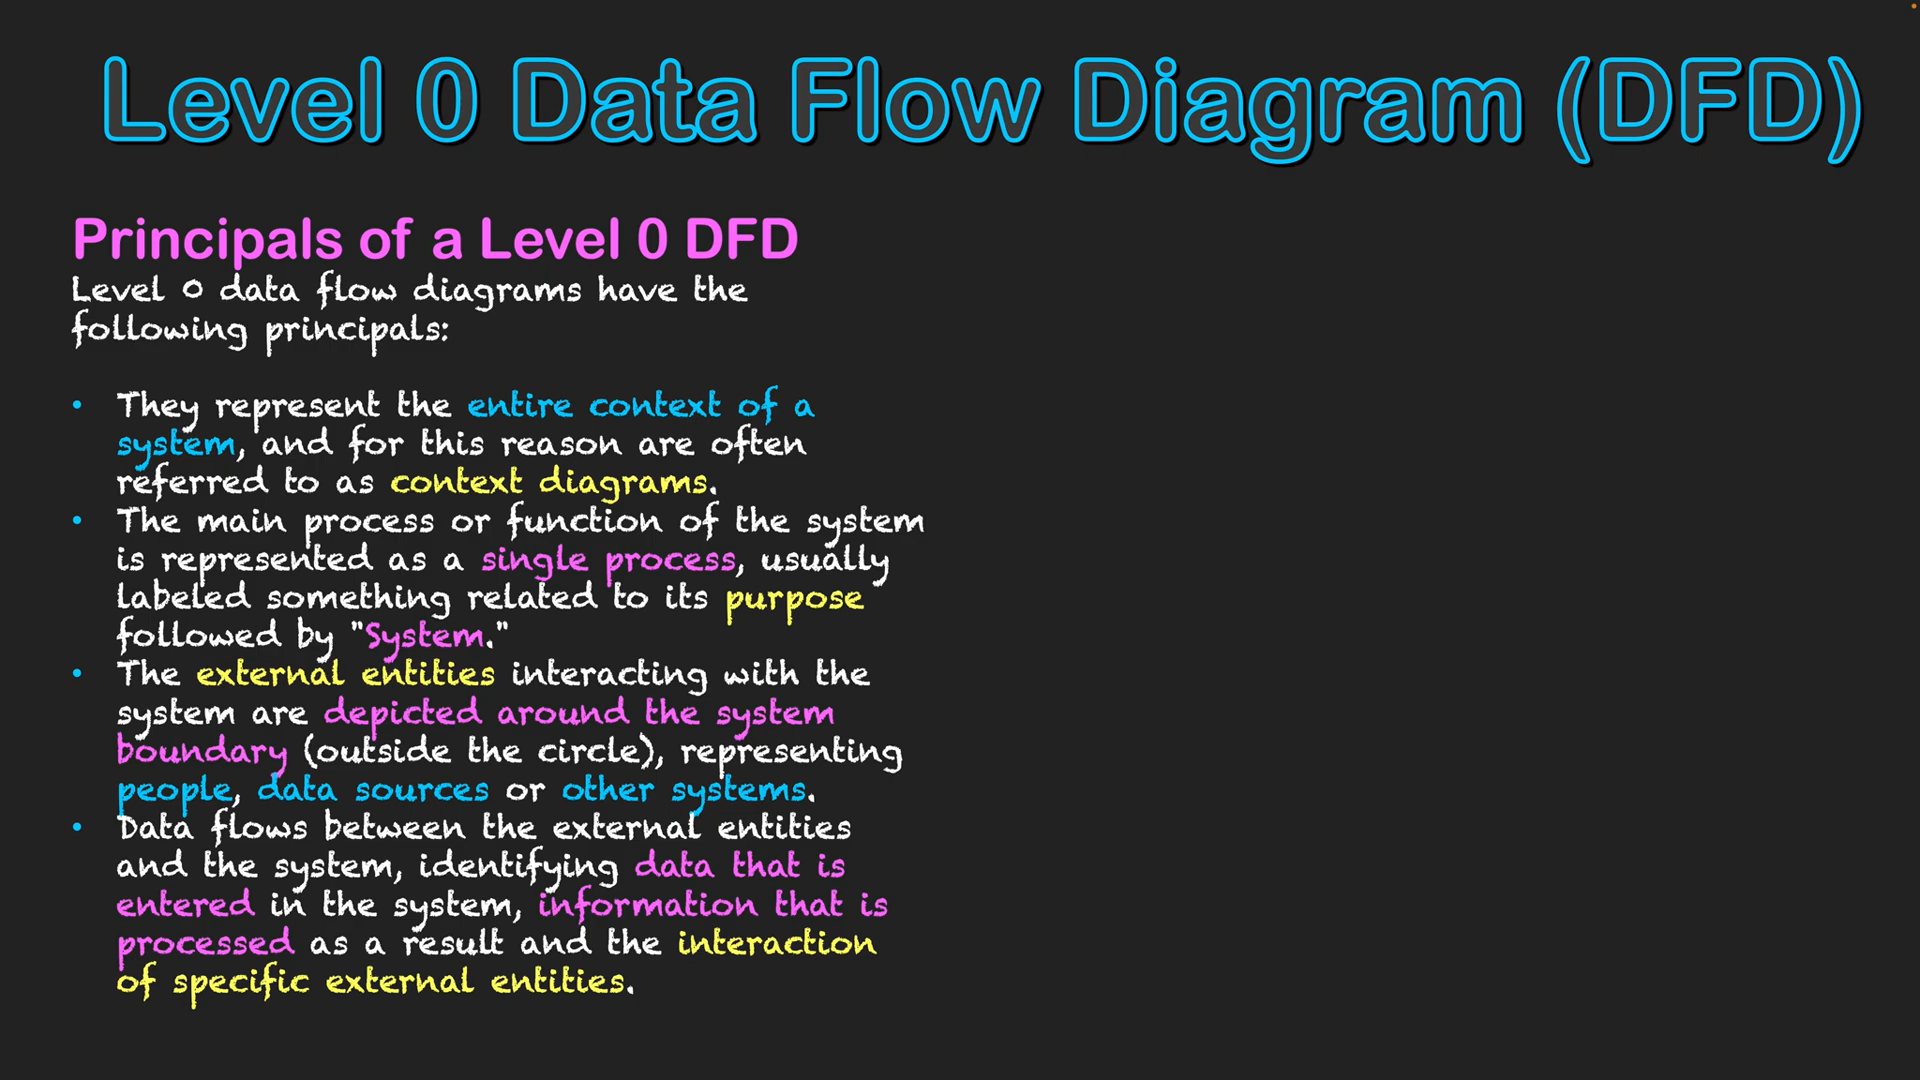 Level 0 Data Flow Diagram (DFD)
Principals of a Level 0 DFD
Level 0 data flow diagrams have the
following principals:
• They represent the entire context of a
system, and for this reason are often
referred to as context diagrams.
• The main process or function of the system
is represented as a single process, usually
labeled something related to its purpose
followed by "System."
• The external entities interacting with the
system are depicted around the system
boundary (outside the circle), representing
people, data sources or other systems.
• Data flows between the external entities
and the system, identifying data that is
entered in the system, information that is
processed as a result and the interaction
of specific external entities.